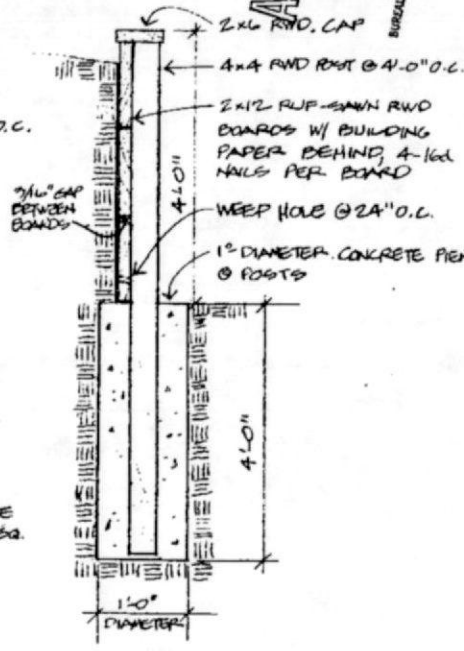 2x6 RWD. CAP
BUREAU
4x4 RWD POST @ 4'-0" O.C.
2x12 RUF-SAWN RWD
BOARDS W/ BUILDING
PAPER BEHIND, 4-16d
NAILS PER BOARD
O.C.
4'-0"
3/16" GAP
BETWEEN
BOARDS
WEEP HOLE @ 24" O.C.
DIAMETER CONCRETE PIER
@ POSTS
4'-0"
SQ.
1'-0"
DIAMETER